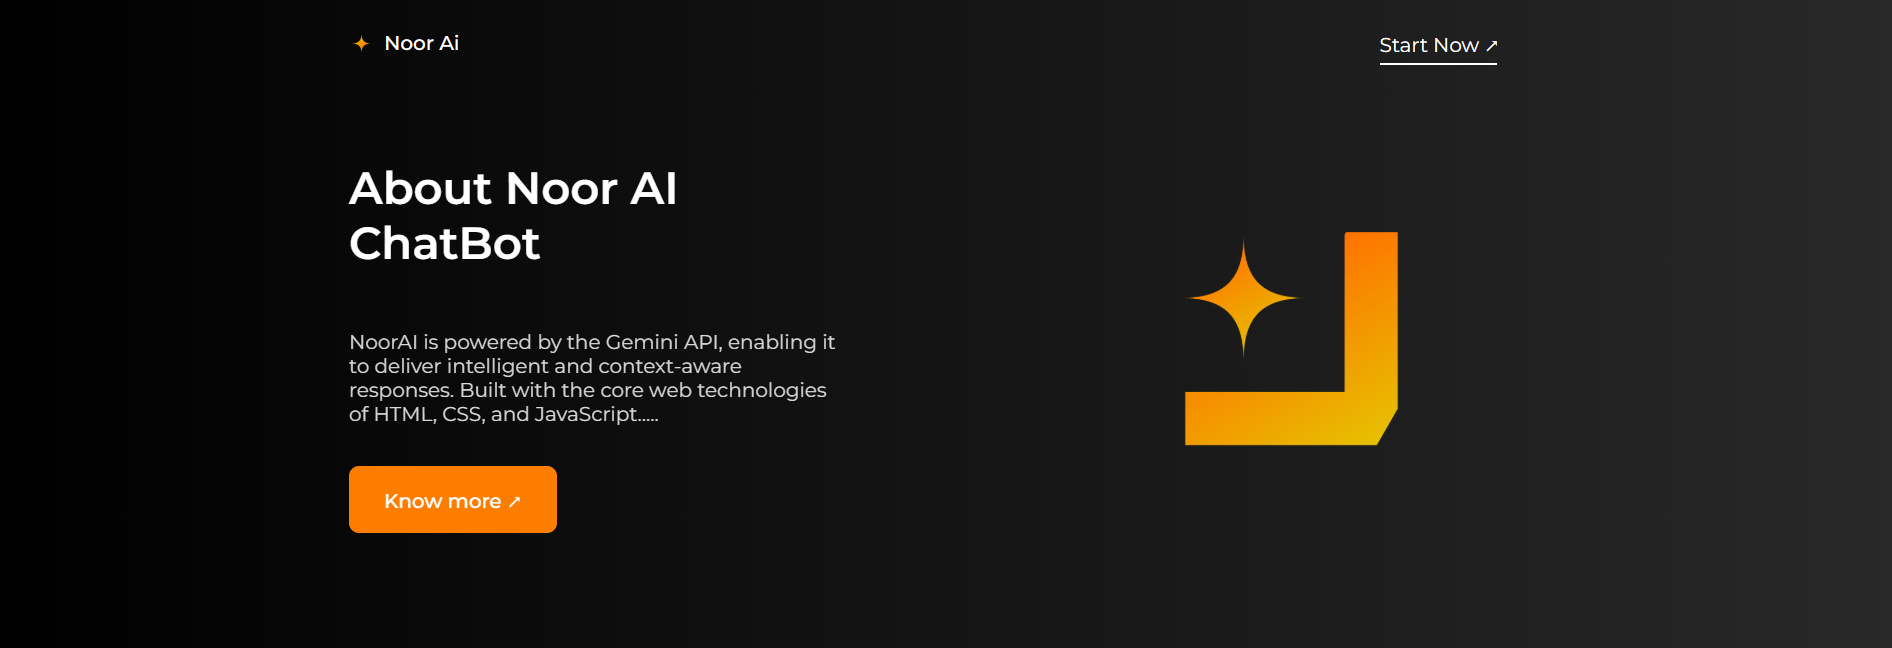 Noor Ai
Start Now ↗
About Noor AI
ChatBot
NoorAI is powered by the Gemini API, enabling it
to deliver intelligent and context-aware
responses. Built with the core web technologies
of HTML, CSS, and JavaScript.....
Know more ↗